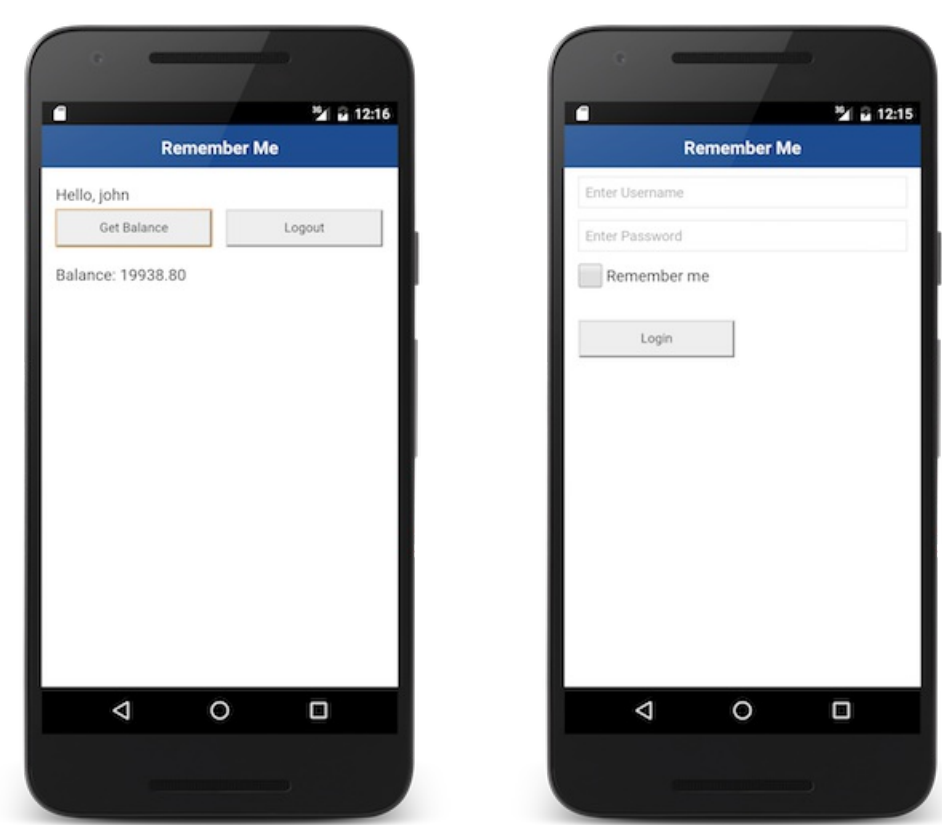 12:16
Remember Me
Hello, john
Get Balance Logout
Balance: 19938.80
12:15
Remember Me
Enter Username
Enter Password
Remember me
Login